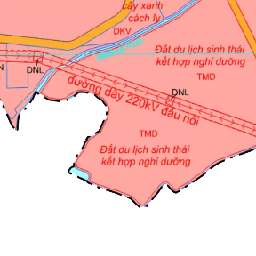 cây xanh
cách ly
DKV
Đất du lịch sinh thái
kết hợp nghỉ dưỡng
TMD
DNL
DNL
đường dây 220kV đấu nối
TMD
Đất du lịch sinh thái
kết hợp nghỉ dưỡng